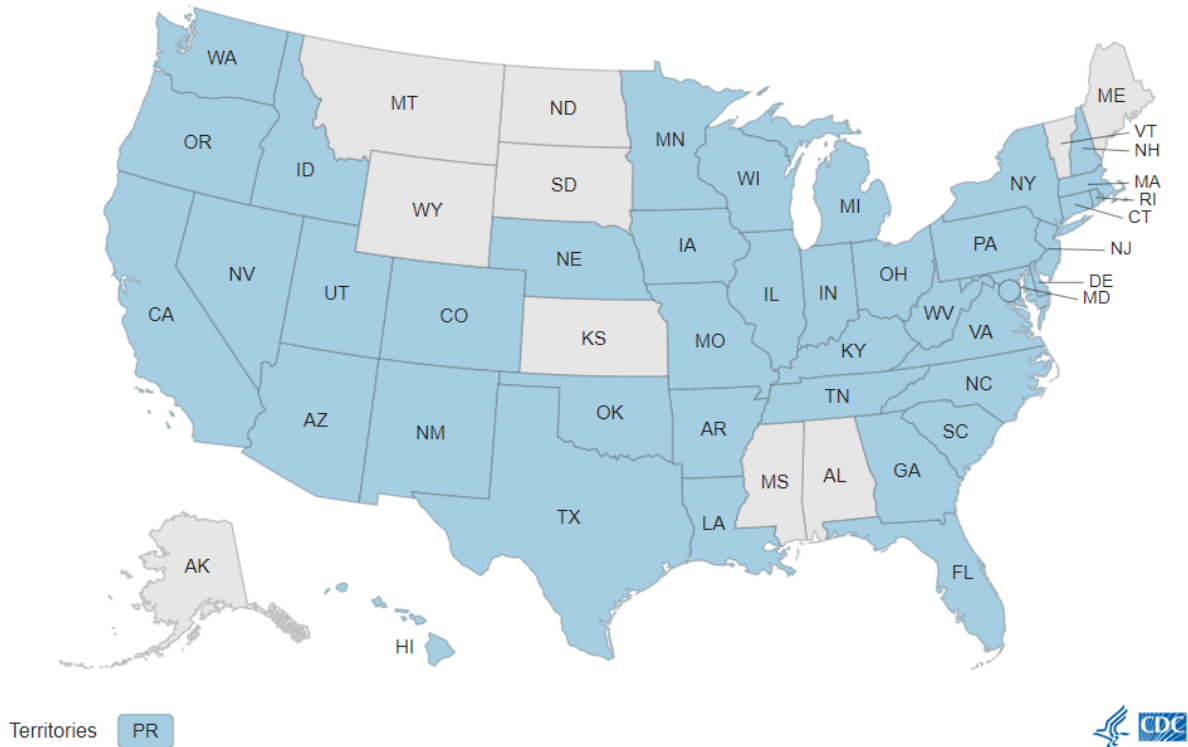 WA
MT
ND
MN
ME
VT
NH
OR
ID
SD
WI
NY
MA
RI
CT
WY
MI
NV
NE
IA
PA
NJ
UT
CO
IL
IN
OH
DE
MD
CA
KS
MO
WV
VA
KY
AZ
NM
OK
AR
TN
NC
SC
MS
AL
GA
TX
LA
FL
AK
HI
Territories PR
CDC